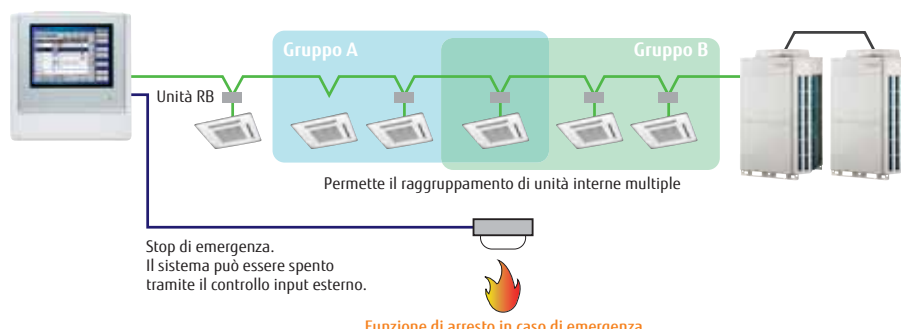 Gruppo A
Gruppo B
Unità RB
Permette il raggruppamento di unità interne multiple
Stop di emergenza.
Il sistema può essere spento
tramite il controllo input esterno.
Funzione di arresto in caso di emergenza